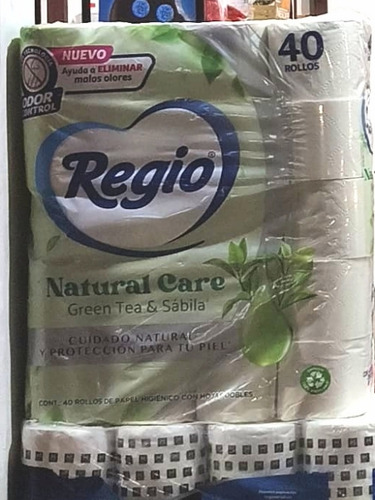 NUEVO
Ayuda a ELIMINAR
malos olores
ODOR
CONTROL
40
ROLLOS
Regio®
Natural Care
Green Tea & Sábila
CUIDADO NATURAL
Y PROTECCIÓN PARA TU PIEL
CONT.: 40 ROLLOS DE PAPEL HIGIÉNICO CON HOJAS DOBLES